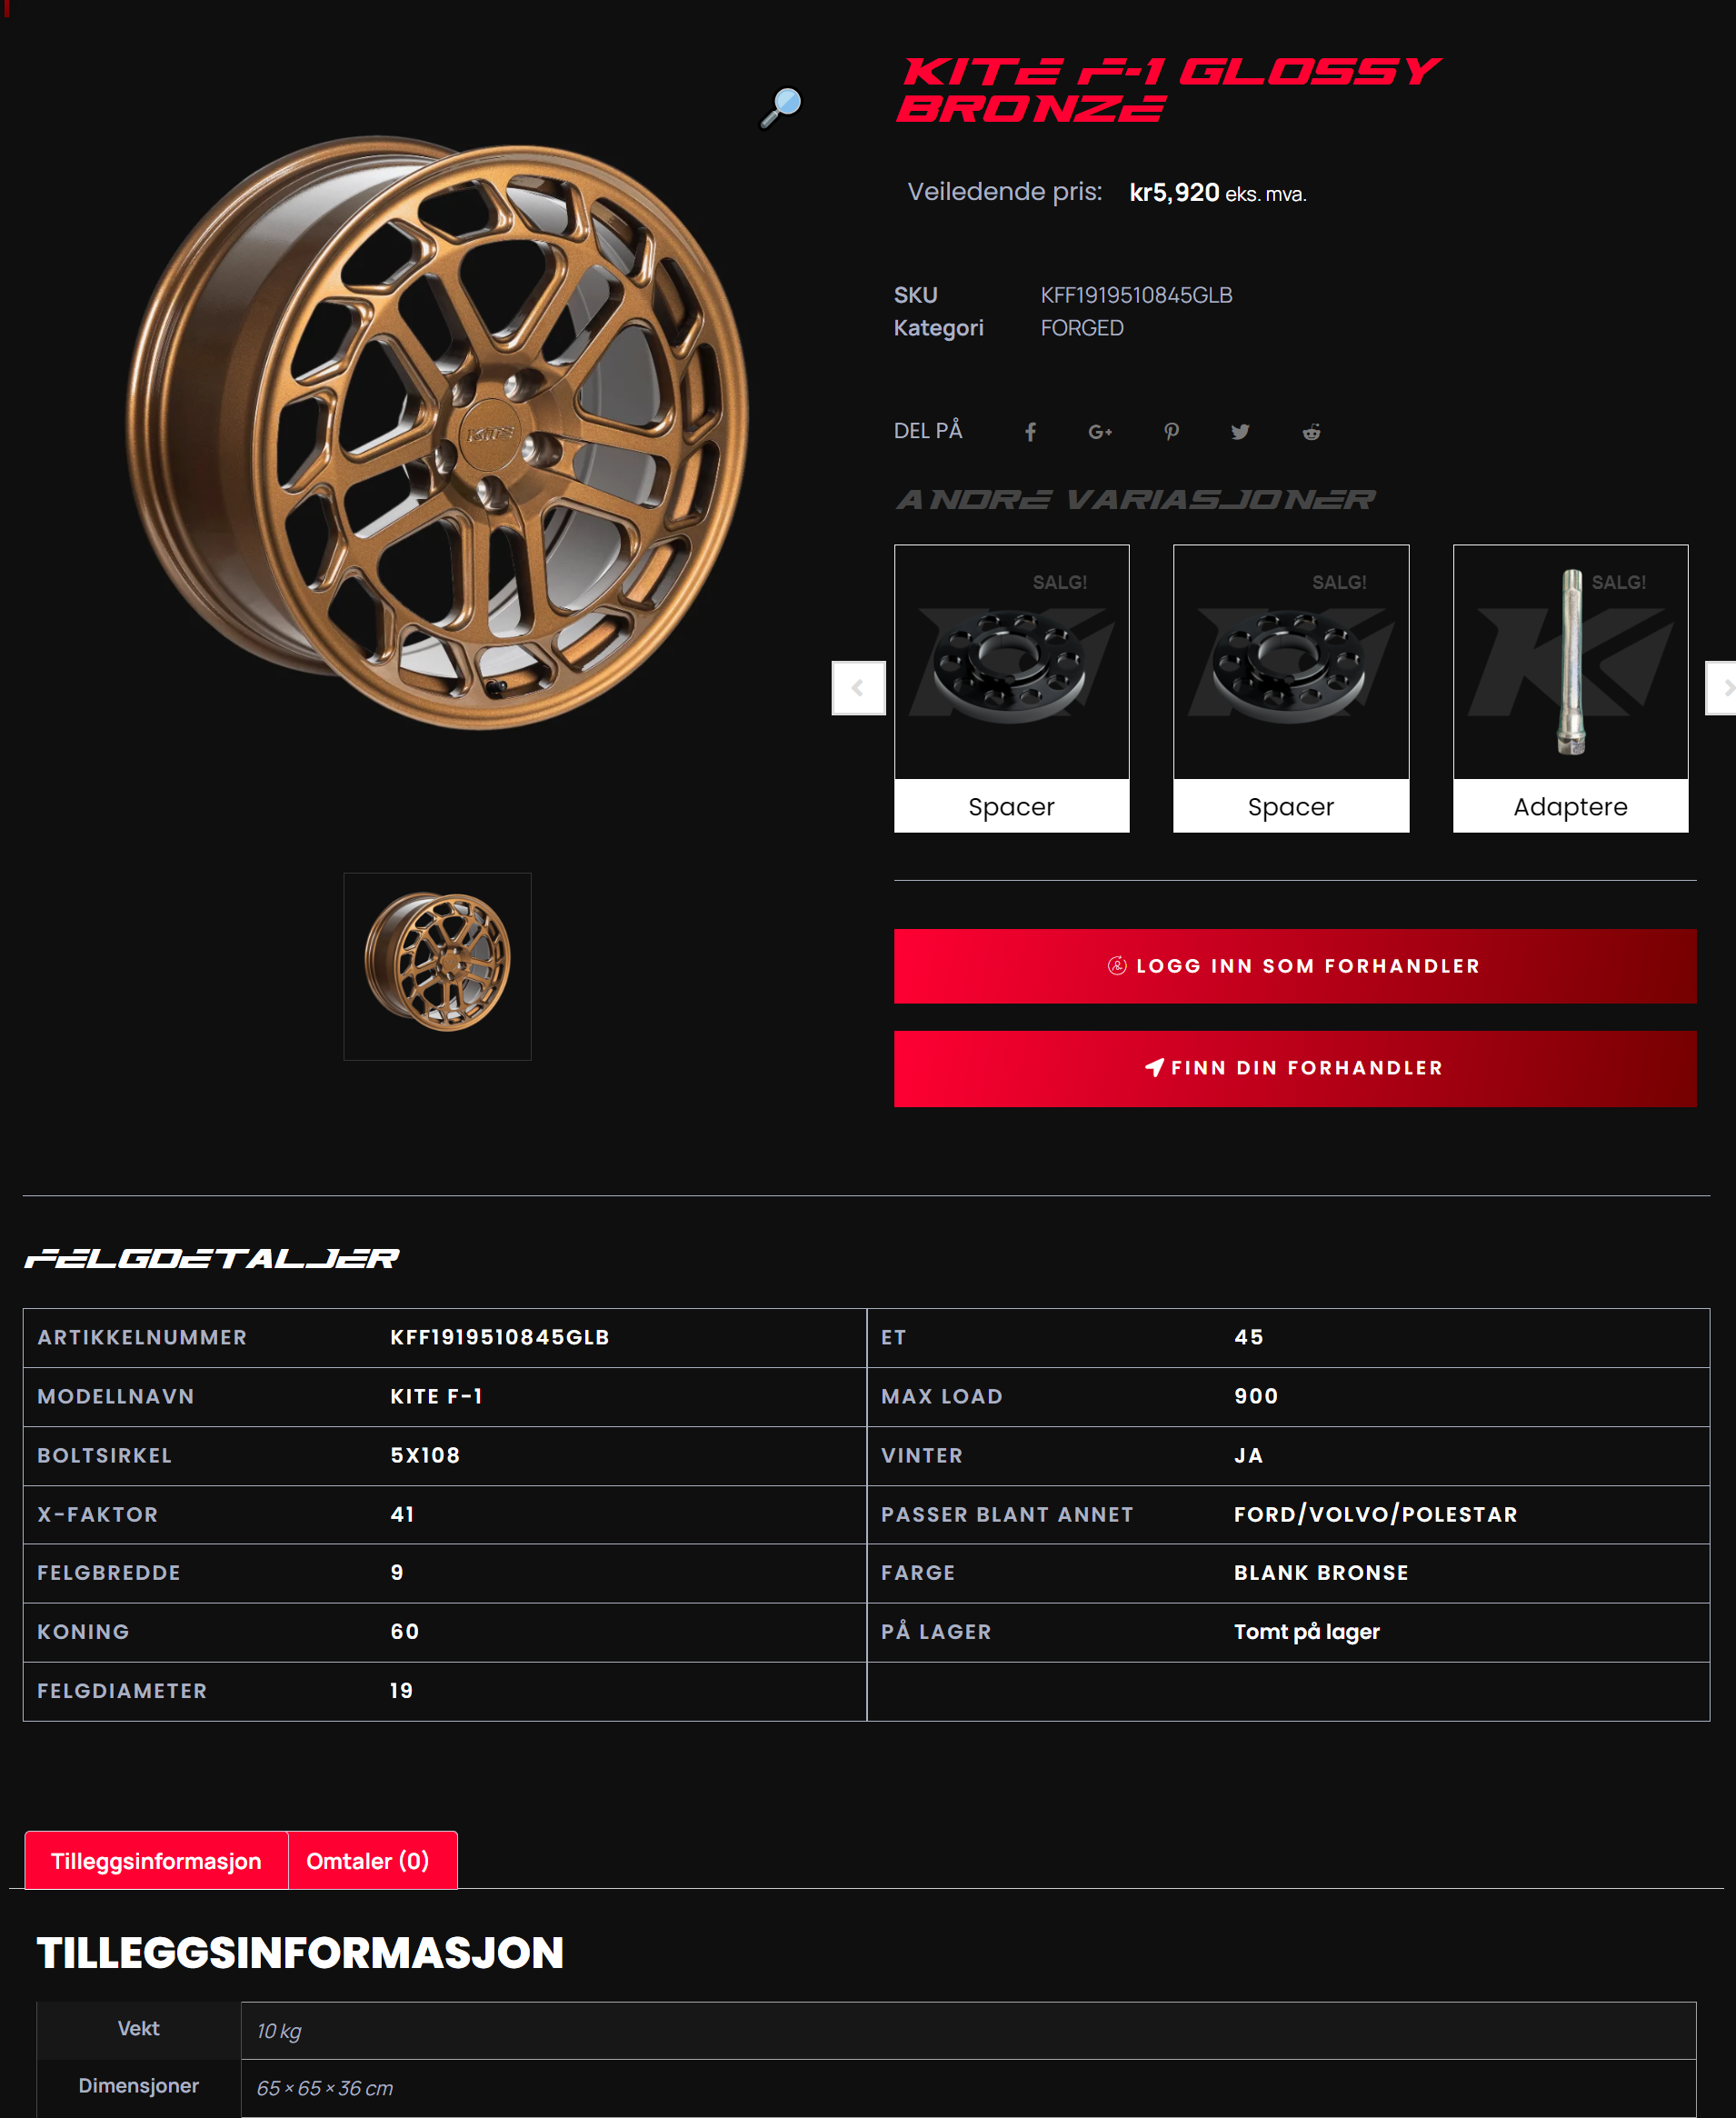 KITE F-1 GLOSSY
BRONZE
Veiledende pris: kr5,920 eks. mva.
SKU KFF1919510845GLB
Kategori FORGED
KITE
DEL PÅ
ANDRE VARIASJONER
SALG!
Spacer
SALG!
Spacer
SALG!
Adaptere
LOGG INN SOM FORHANDLER
FINN DIN FORHANDLER
FELGDETALJER
ARTIKKELNUMMER KFF1919510845GLB
ET 45
MODELLNAVN KITE F-1
MAX LOAD 900
BOLTSIRKEL 5X108
VINTER JA
X-FAKTOR 41
PASSER BLANT ANNET FORD/VOLVO/POLESTAR
FELGBREDDE 9
FARGE BLANK BRONSE
KONING 60
PÅ LAGER Tomt på lager
FELGDIAMETER 19
Tilleggsinformasjon
Omtaler (0)
TILLEGGSINFORMASJON
Vekt 10 kg
Dimensjoner 65 × 65 × 36 cm